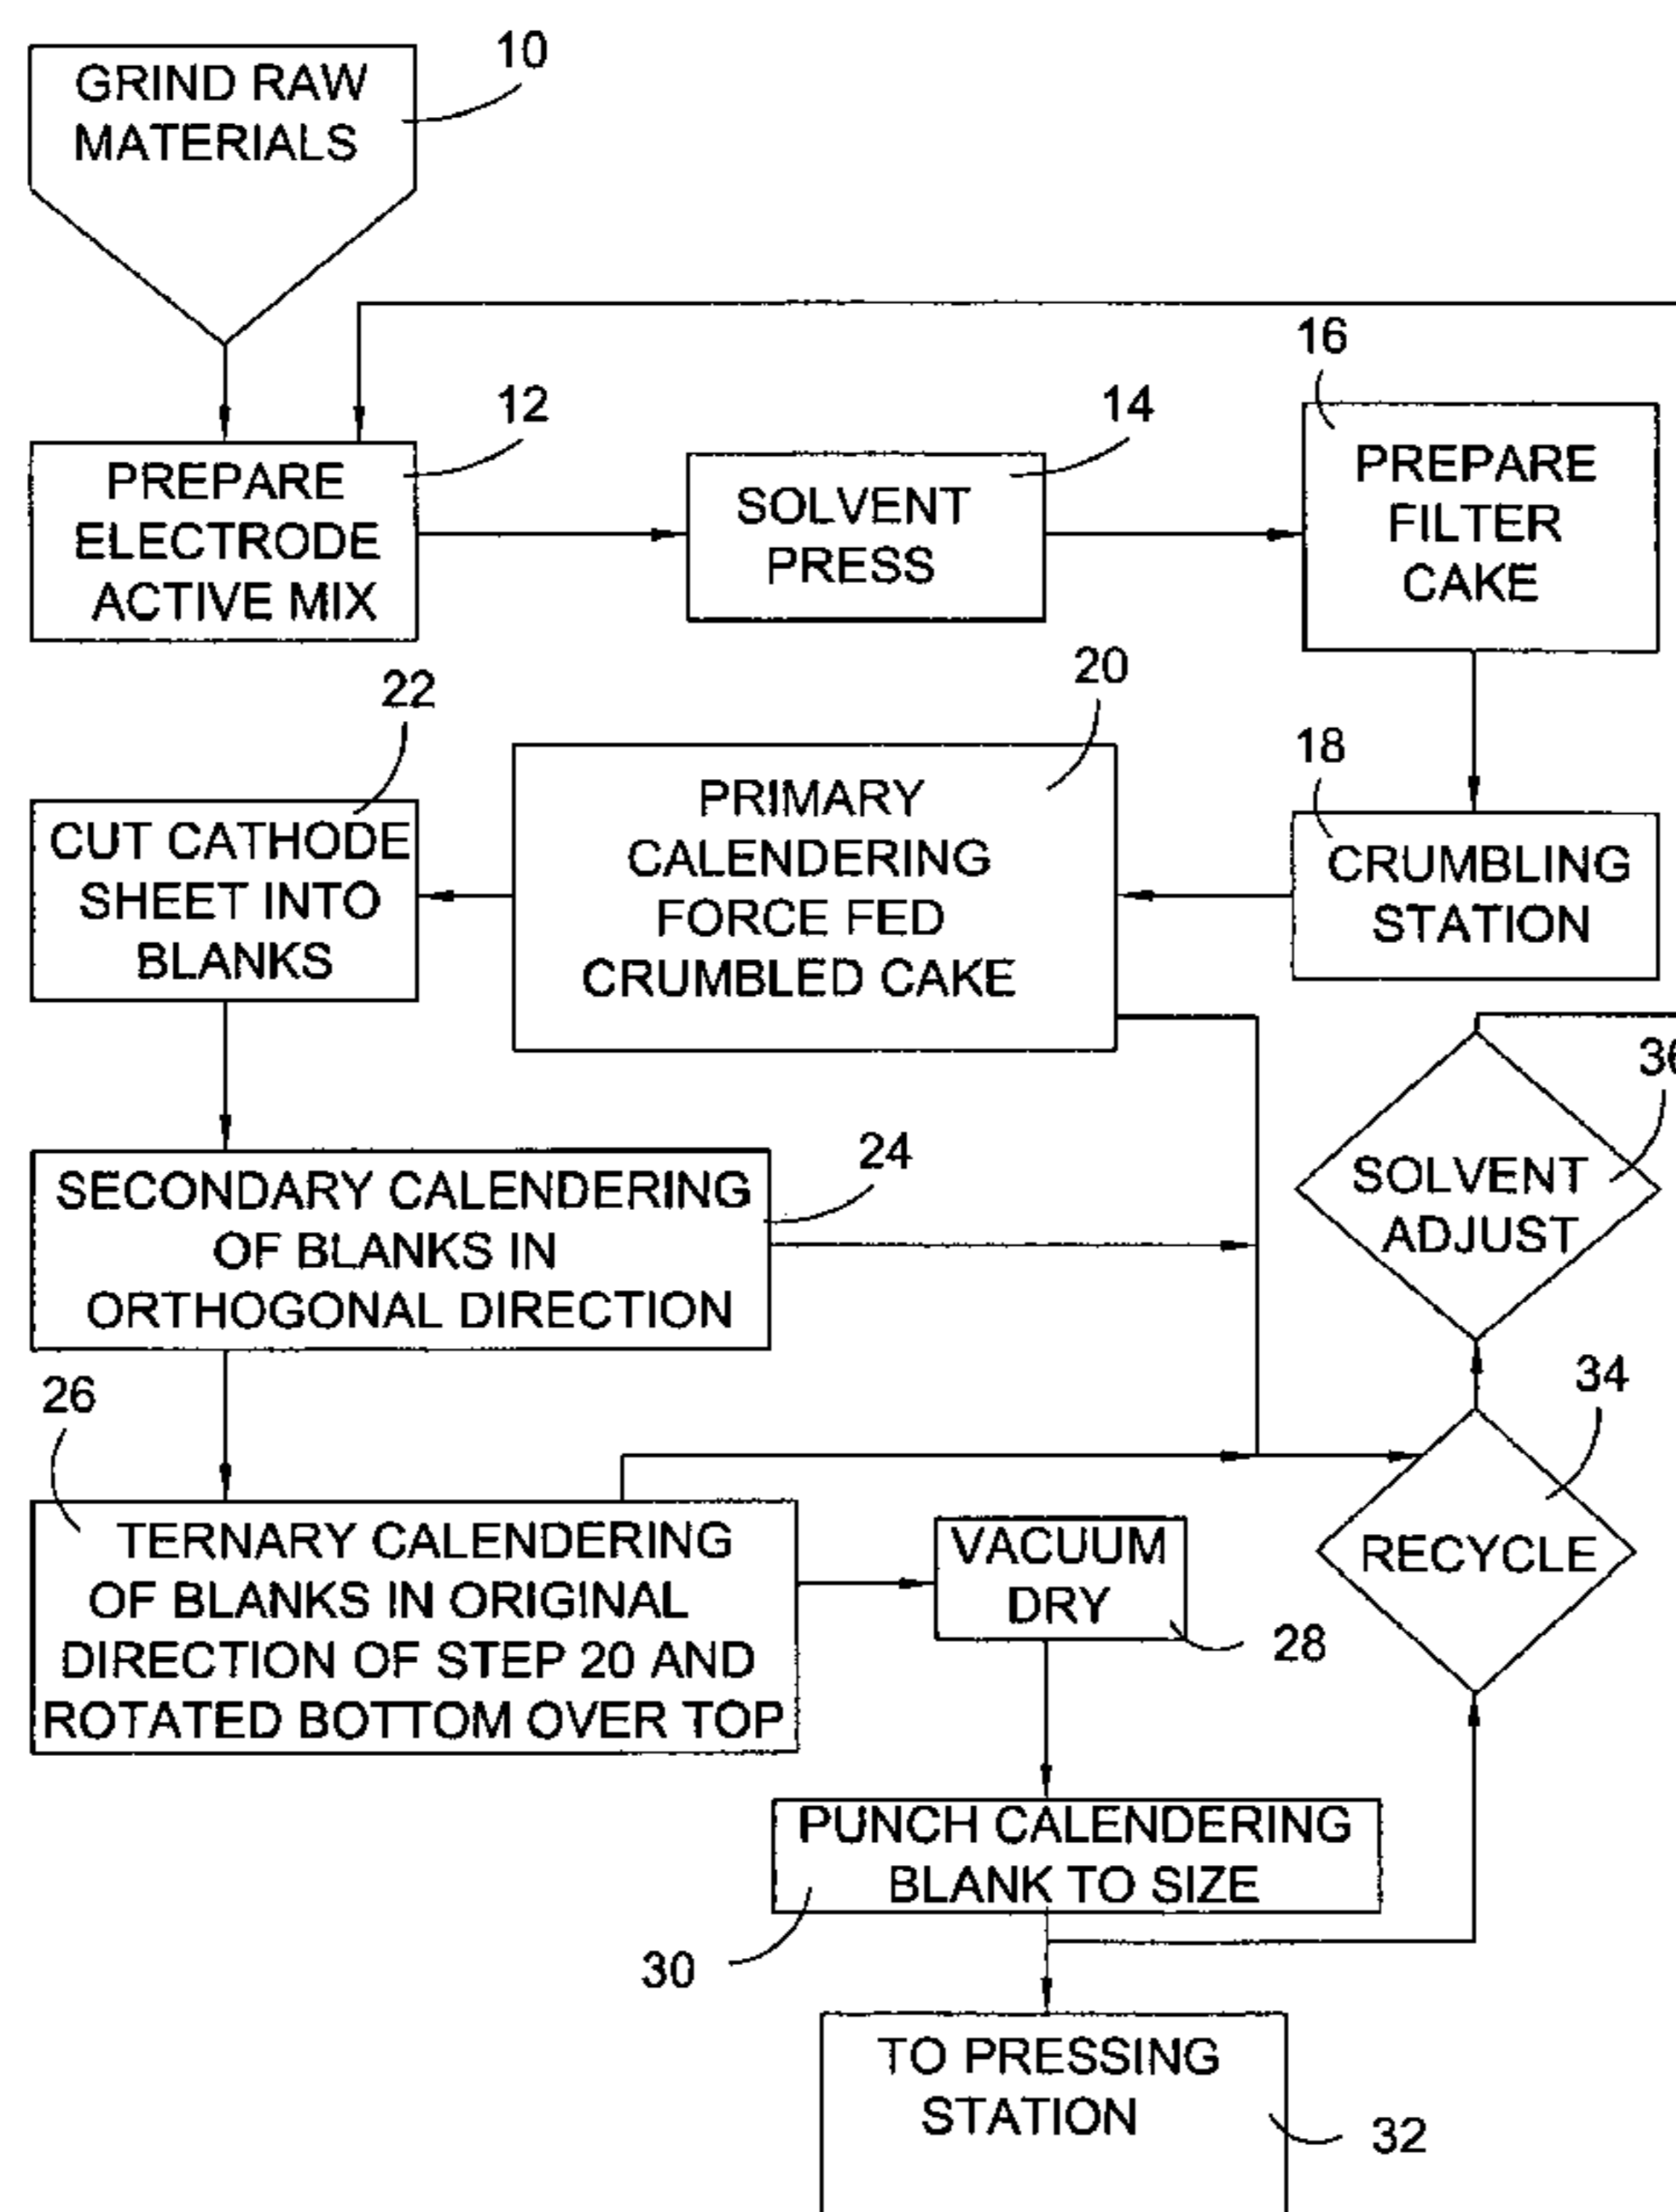 10
GRIND RAW
MATERIALS
16
12
14
PREPARE
ELECTRODE
ACTIVE MIX
SOLVENT
PRESS
PREPARE
FILTER
CAKE
22
20
18
CUT CATHODE
SHEET INTO
BLANKS
PRIMARY
CALENDERING
FORCE FED
CRUMBLED CAKE
CRUMBLING
STATION
36
24
SECONDARY CALENDERING
OF BLANKS IN
ORTHOGONAL DIRECTION
SOLVENT
ADJUST
26
34
TERNARY CALENDERING
OF BLANKS IN ORIGINAL
DIRECTION OF STEP 20 AND
ROTATED BOTTOM OVER TOP
VACUUM
DRY
28
RECYCLE
PUNCH CALENDERING
BLANK TO SIZE
30
TO PRESSING
STATION
32